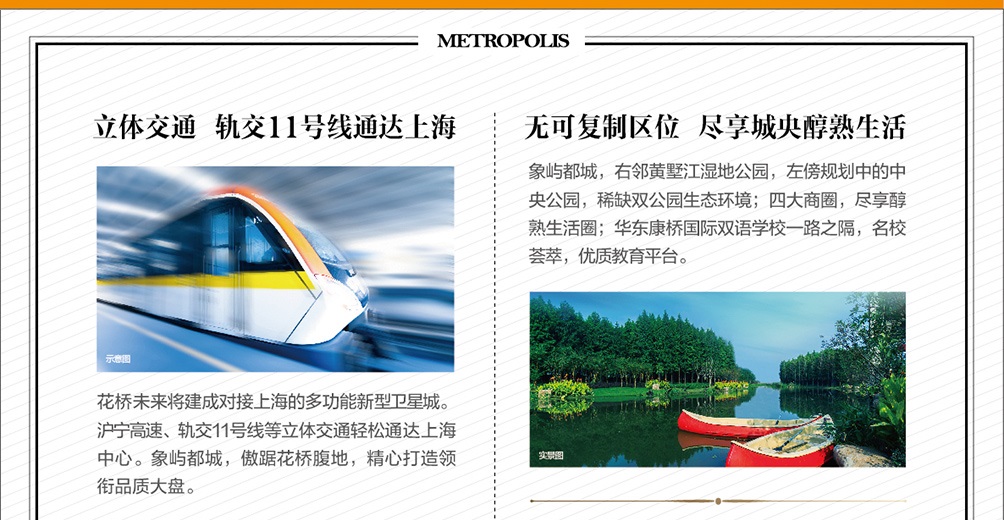 METROPOLIS
立体交通 轨交11号线通达上海
示意图
花桥未来将建成对接上海的多功能新型卫星城。
沪宁高速、轨交11号线等立体交通轻松通达上海
中心。象屿都城，傲踞花桥腹地，精心打造领
衔品质大盘。
无可复制区位 尽享城央醇熟生活
象屿都城，右邻黄墅江湿地公园，左傍规划中的中
央公园，稀缺双公园生态环境；四大商圈，尽享醇
熟生活圈；华东康桥国际双语学校一路之隔，名校
荟萃，优质教育平台。
实景图